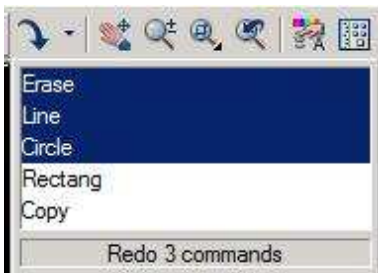 Erase
Line
Circle
Rectang
Copy
Redo 3 commands